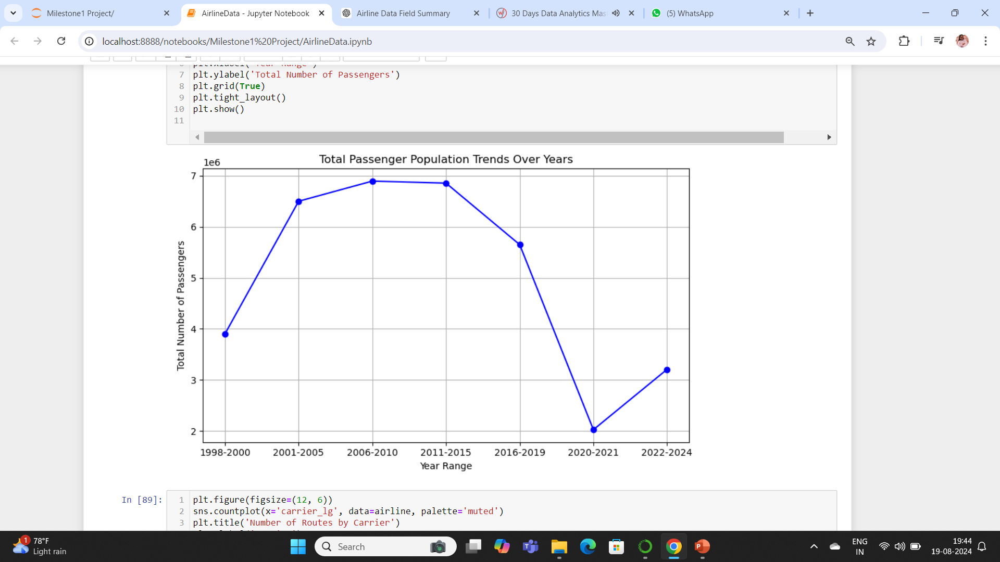 Milestone1 Project/
AirlineData - Jupyter Notebook
Airline Data Field Summary
30 Days Data Analytics Mas
(5) WhatsApp
localhost:8888/notebooks/Milestone1%20Project/AirlineData.ipynb
plt.xlabel('Year Range')
7 plt.ylabel('Total Number of Passengers')
8 plt.grid(True)
9 plt.tight_layout()
10 plt.show()
11
Total Passenger Population Trends Over Years
1e6
7
6
5
4
3
2
Total Number of Passengers
1998-2000 2001-2005 2006-2010 2011-2015 2016-2019 2020-2021 2022-2024
Year Range
In [89]:
1 plt.figure(figsize=(12, 6))
2 sns.countplot(x='carrier_lg', data=airline, palette='muted')
3 plt.title('Number of Routes by Carrier')
1
78°F
Light rain
Search
ENG
IN
19:44
19-08-2024